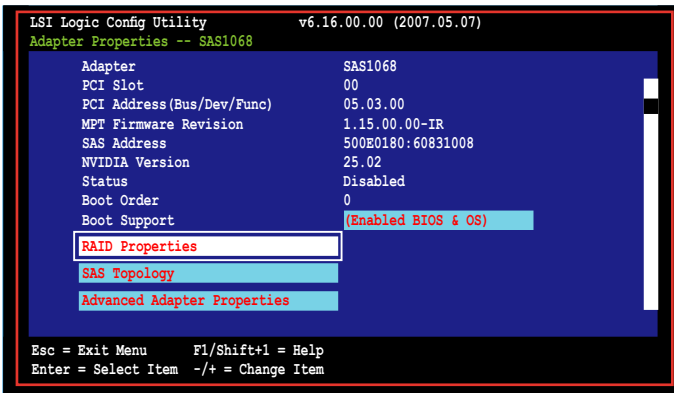 LSI Logic Config Utility v6.16.00.00 (2007.05.07)
Adapter Properties -- SAS1068
Adapter SAS1068
PCI Slot 00
PCI Address(Bus/Dev/Func) 05.03.00
MPT Firmware Revision 1.15.00.00-IR
SAS Address 500E0180:60831008
NVIDIA Version 25.02
Status Disabled
Boot Order 0
Boot Support (Enabled BIOS & OS)
RAID Properties
SAS Topology
Advanced Adapter Properties
Esc = Exit Menu F1/Shift+1 = Help
Enter = Select Item -/+ = Change Item